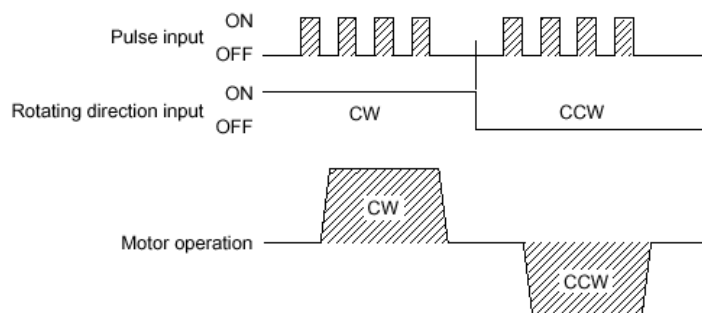 ON
Pulse input
OFF
ON
Rotating direction input
CW
CCW
OFF
CW
Motor operation
CCW